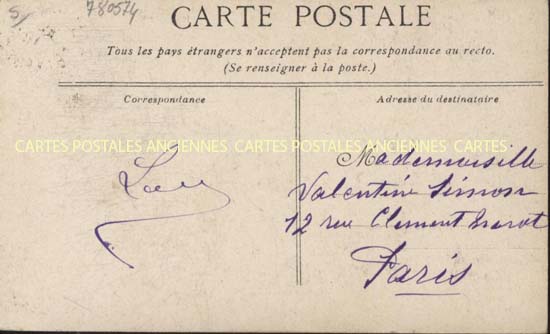 5/ 780574
CARTE POSTALE
Tous les pays étrangers n'acceptent pas la correspondance au recto.
(Se renseigner à la poste.)
Correspondance
Adresse du destinataire
CARTES POSTALES ANCIENNES CARTES POSTALES ANCIENNES CARTES
Mademoiselle
Valentine Simon
12 rue Clement Marot
Paris